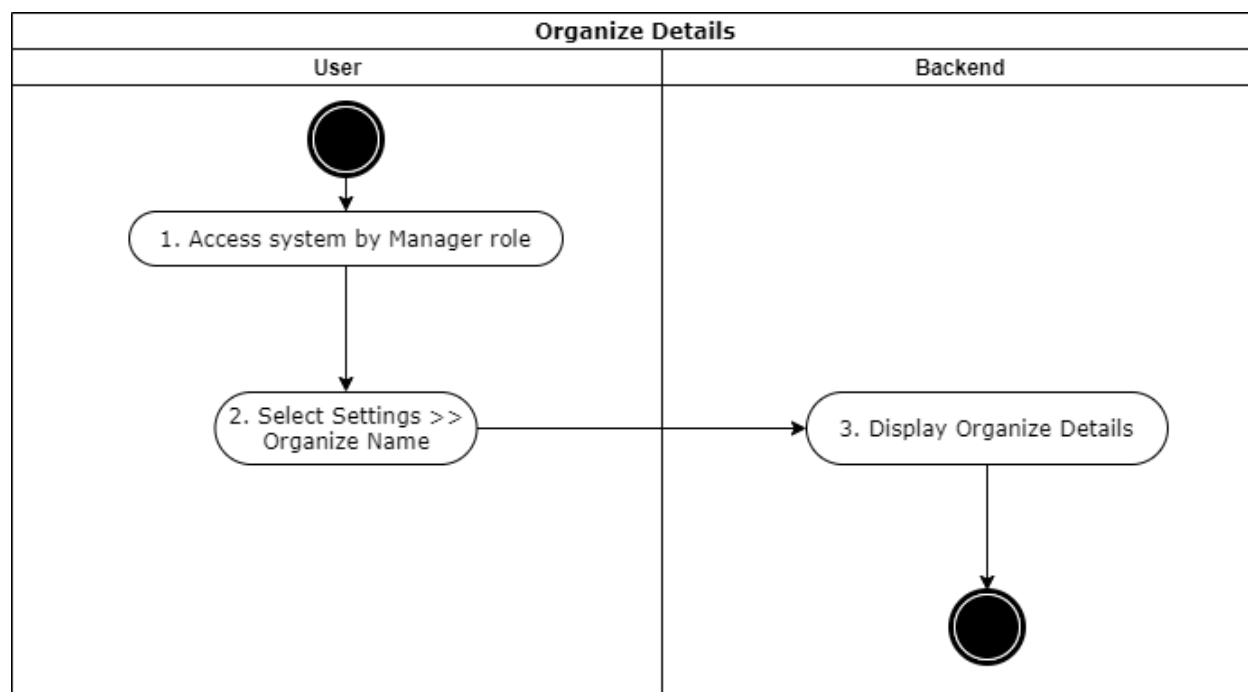 Organize Details
User
Backend
1. Access system by Manager role
2. Select Settings >>
Organize Name
3. Display Organize Details